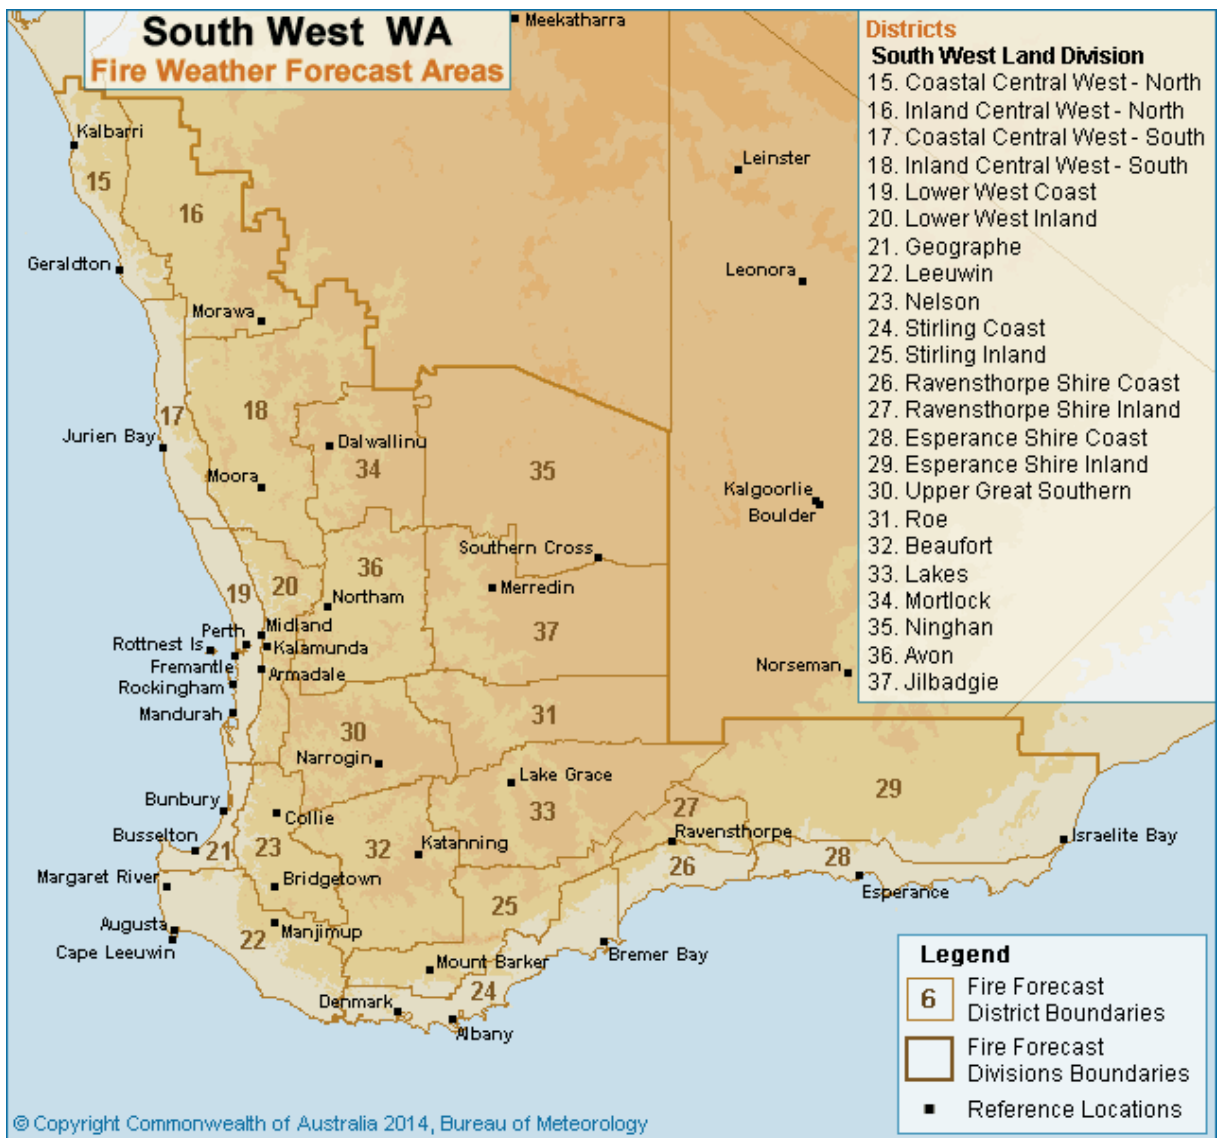 South West WA
Fire Weather Forecast Areas
Meekatharra
Districts
South West Land Division
15. Coastal Central West - North
16. Inland Central West - North
17. Coastal Central West - South
18. Inland Central West - South
19. Lower West Coast
20. Lower West Inland
21. Geographe
22. Leeuwin
23. Nelson
24. Stirling Coast
25. Stirling Inland
26. Ravensthorpe Shire Coast
27. Ravensthorpe Shire Inland
28. Esperance Shire Coast
29. Esperance Shire Inland
30. Upper Great Southern
31. Roe
32. Beaufort
33. Lakes
34. Mortlock
35. Ninghan
36. Avon
37. Jilbadgie
Kalbarri
Leinster
15
16
Geraldton
Leonora
Morawa
17
18
Jurien Bay
Dalwallinu
34
35
Moora
Kalgoorlie
Boulder
Southern Cross
36
20
19
Northam
Merredin
Perth
Midland
37
Rottnest Is
Kalamunda
Fremantle
Armadale
Norseman
Rockingham
Mandurah
31
30
Narrogin
Lake Grace
29
Bunbury
Collie
33
27
Busselton
Ravensthorpe
Israelite Bay
21
23
32
Katanning
28
26
Margaret River
Bridgetown
Esperance
25
Augusta
22
Manjimup
Cape Leeuwin
Bremer Bay
Mount Barker
24
Denmark
Albany
Legend
6
Fire Forecast
District Boundaries
Fire Forecast
Divisions Boundaries
Reference Locations
© Copyright Commonwealth of Australia 2014, Bureau of Meteorology